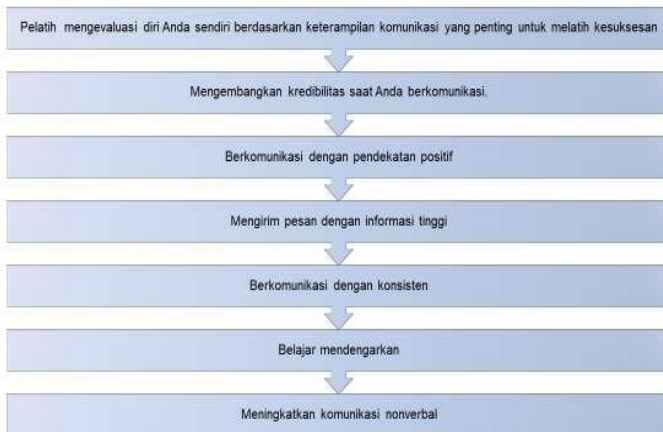 Pelatih mengevaluasi diri Anda sendiri berdasarkan keterampilan komunikasi yang penting untuk melatih kesuksesan
Mengembangkan kredibilitas saat Anda berkomunikasi.
Berkomunikasi dengan pendekatan positif
Mengirim pesan dengan informasi tinggi
Berkomunikasi dengan konsisten
Belajar mendengarkan
Meningkatkan komunikasi nonverbal